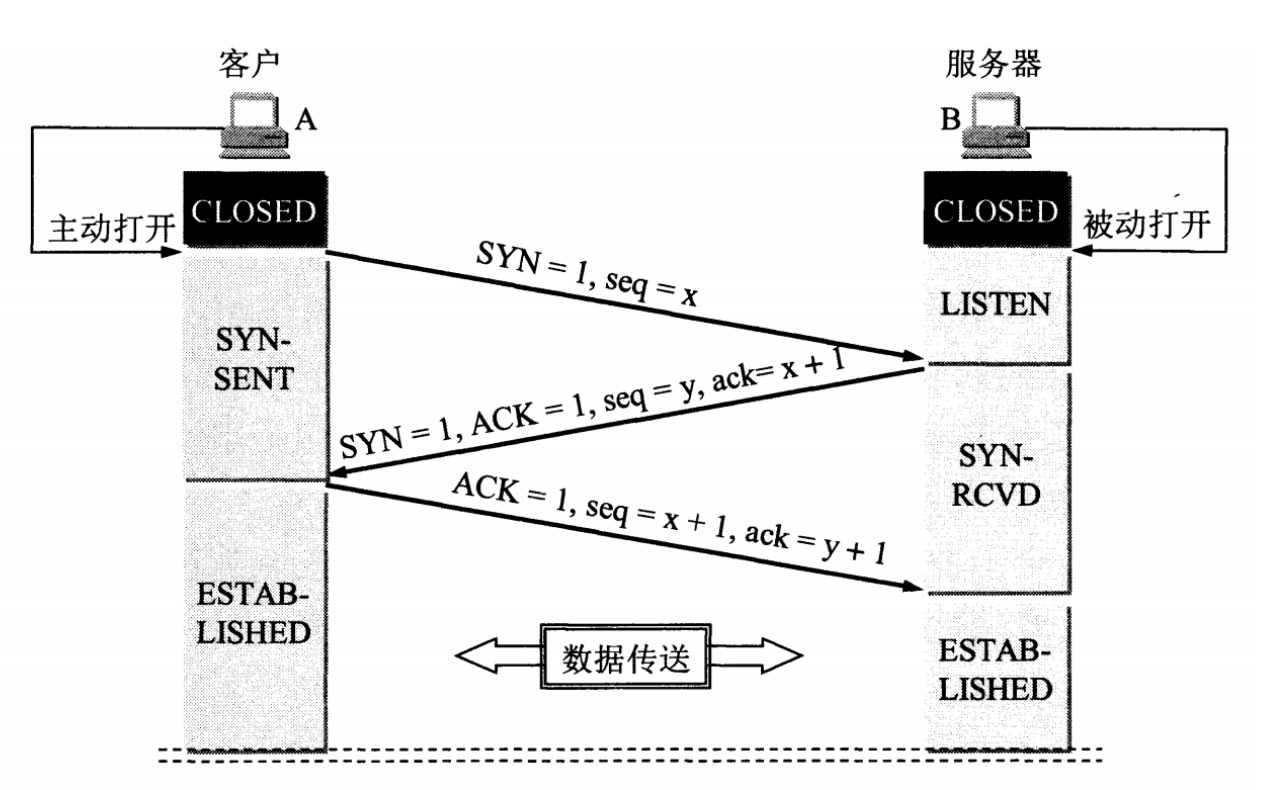 客户
服务器
A
B
CLOSED
CLOSED
主动打开
被动打开
SYN = 1, seq = x
LISTEN
SYN-
SENT
SYN = 1, ACK = 1, seq = y, ack= x + 1
SYN-
RCVD
ACK = 1, seq = x + 1, ack = y + 1
ESTAB-
LISHED
数据传送
ESTAB-
LISHED